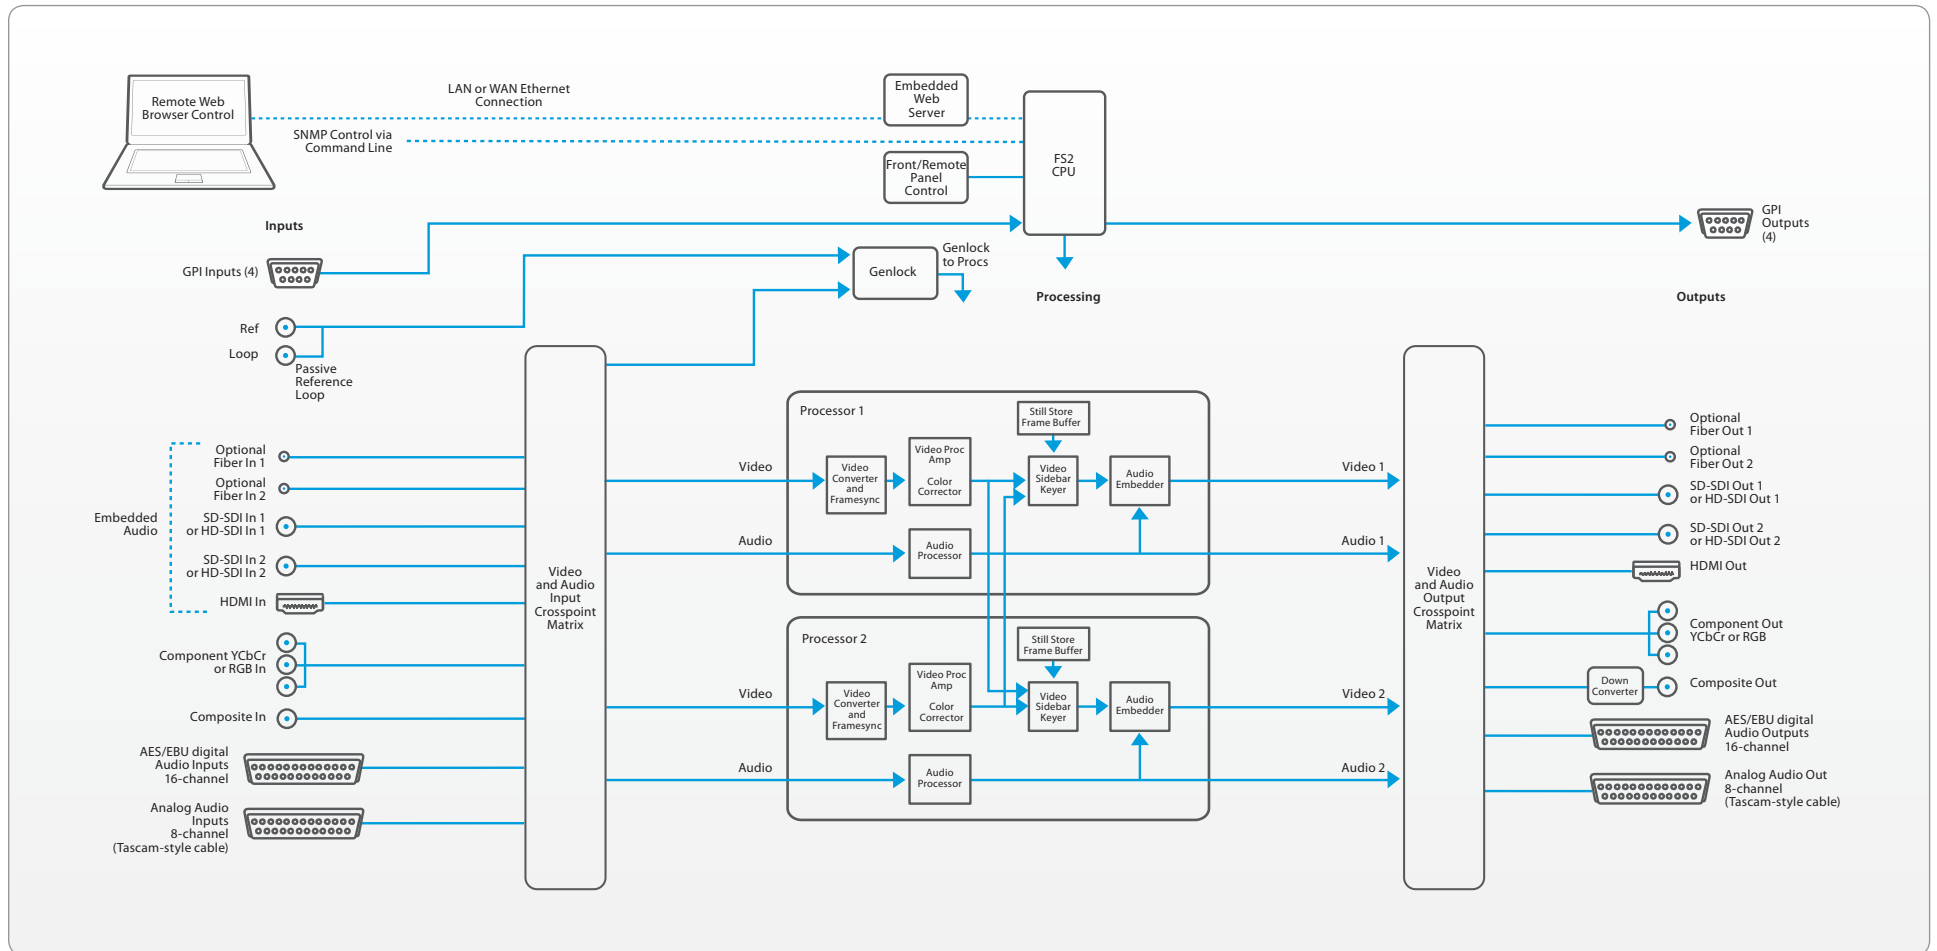 Remote Web
Browser Control
LAN or WAN Ethernet
Connection
SNMP Control via
Command Line
Embedded
Web
Server
Front/Remote
Panel
Control
FS2
CPU
Inputs
GPI Inputs (4)
Genlock
Genlock
to Procs
Processing
GPI
Outputs
(4)
Outputs
Ref
Loop
Passive
Reference
Loop
Embedded
Audio
Optional
Fiber In 1
Optional
Fiber In 2
SD-SDI In 1
or HD-SDI In 1
SD-SDI In 2
or HD-SDI In 2
HDMI In
Component YCbCr
or RGB In
Composite In
AES/EBU digital
Audio Inputs
16-channel
Analog Audio
Inputs
8-channel
(Tascam-style cable)
Video
and Audio
Input
Crosspoint
Matrix
Video
Audio
Processor 1
Video
Converter
and
Framesync
Video Proc
Amp
Color
Corrector
Still Store
Frame Buffer
Video
Sidebar
Keyer
Audio
Embedder
Audio
Processor
Video 1
Audio 1
Video
Audio
Processor 2
Video
Converter
and
Framesync
Video Proc
Amp
Color
Corrector
Still Store
Frame Buffer
Video
Sidebar
Keyer
Audio
Embedder
Audio
Processor
Video 2
Audio 2
Video
and Audio
Output
Crosspoint
Matrix
Optional
Fiber Out 1
Optional
Fiber Out 2
SD-SDI Out 1
or HD-SDI Out 1
SD-SDI Out 2
or HD-SDI Out 2
HDMI Out
Component Out
YCbCr or RGB
Down
Converter
Composite Out
AES/EBU digital
Audio Outputs
16-channel
Analog Audio Out
8-channel
(Tascam-style cable)